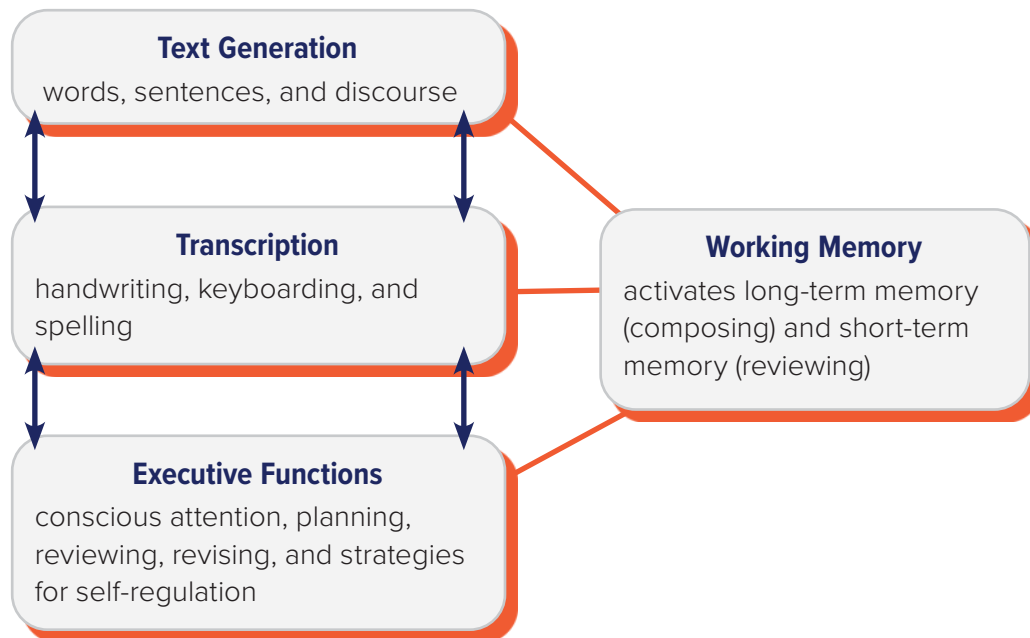 Text Generation
words, sentences, and discourse
Transcription
handwriting, keyboarding, and
spelling
Working Memory
activates long-term memory
(composing) and short-term
memory (reviewing)
Executive Functions
conscious attention, planning,
reviewing, revising, and strategies
for self-regulation